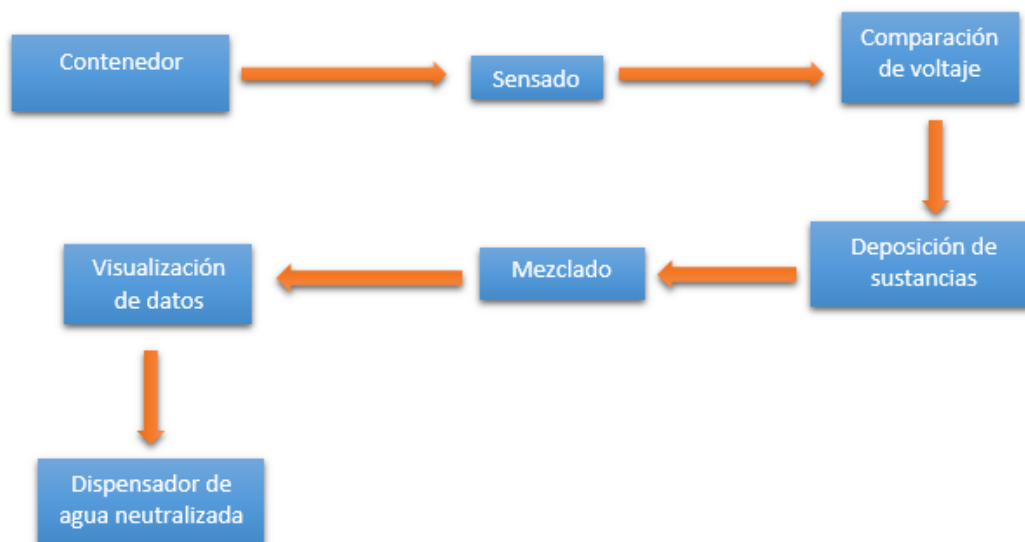 Contenedor
Sensado
Comparación
de voltaje
Deposición de
sustancias
Mezclado
Visualización
de datos
Dispensador de
agua neutralizada